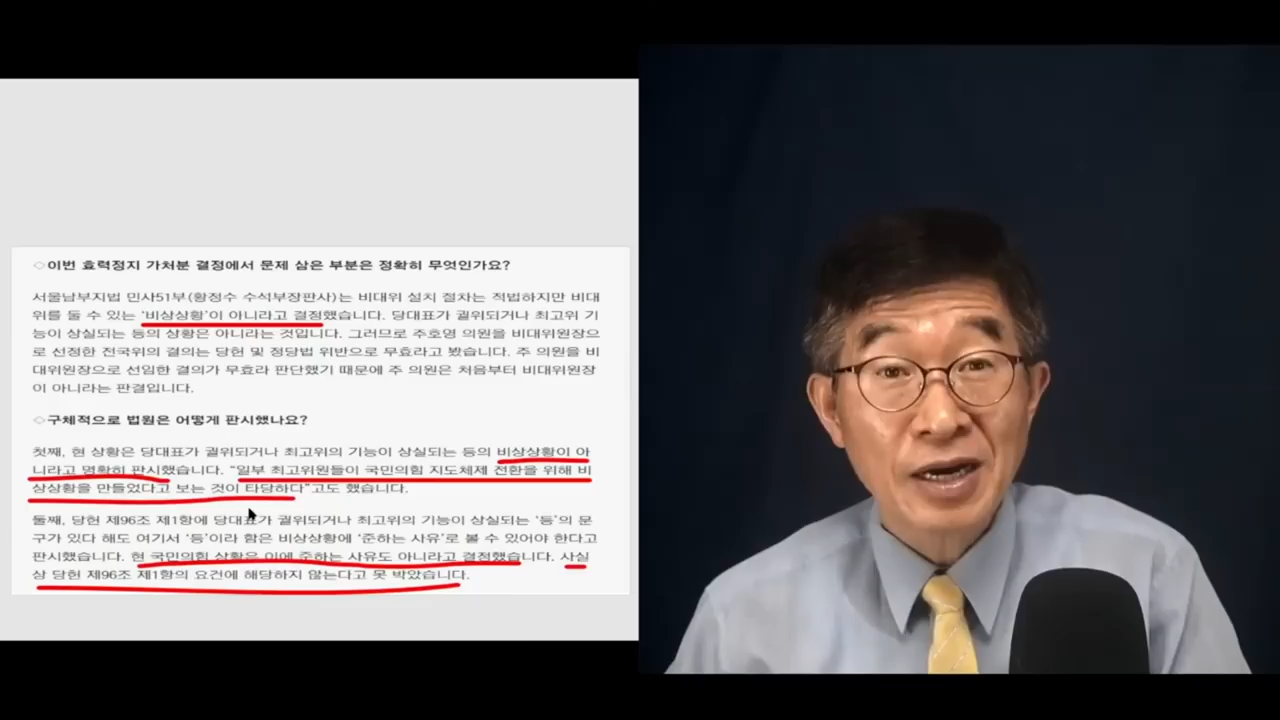 ◇이번 효력정지 가처분 결정에서 문제 삼은 부분은 정확히 무엇인가요?
서울남부지법 민사51부(황정수 수석부장판사)는 비대위 설치 절차는 적법하지만 비대
위를 둘 수 있는 ‘비상상황’이 아니라고 결정했습니다. 당대표가 궐위되거나 최고위 기
능이 상실되는 등의 상황은 아니라는 것입니다. 그러므로 주호영 의원을 비대위원장으
로 선정한 전국위의 결의는 당헌 및 정당법 위반으로 무효라고 봤습니다. 주 의원을 비
대위원장으로 선임한 결의가 무효라 판단했기 때문에 주 의원은 처음부터 비대위원장
이 아니라는 판결입니다.
◇구체적으로 법원은 어떻게 판시했나요?
첫째, 현 상황은 당대표가 궐위되거나 최고위의 기능이 상실되는 등의 비상상황이 아
니라고 명확히 판시했습니다. “일부 최고위원들이 국민의힘 지도체제 전환을 위해 비
상상황을 만들었다고 보는 것이 타당하다”고도 했습니다.
둘째, 당헌 제96조 제1항에 당대표가 궐위되거나 최고위의 기능이 상실되는 ‘등’의 문
구가 있다 해도 여기서 ‘등’이라 함은 비상상황에 ‘준하는 사유’로 볼 수 있어야 한다고
판시했습니다. 현 국민의힘 상황은 이에 준하는 사유도 아니라고 결정했습니다. 사실
상 당헌 제96조 제1항의 요건에 해당하지 않는다고 못 박았습니다.